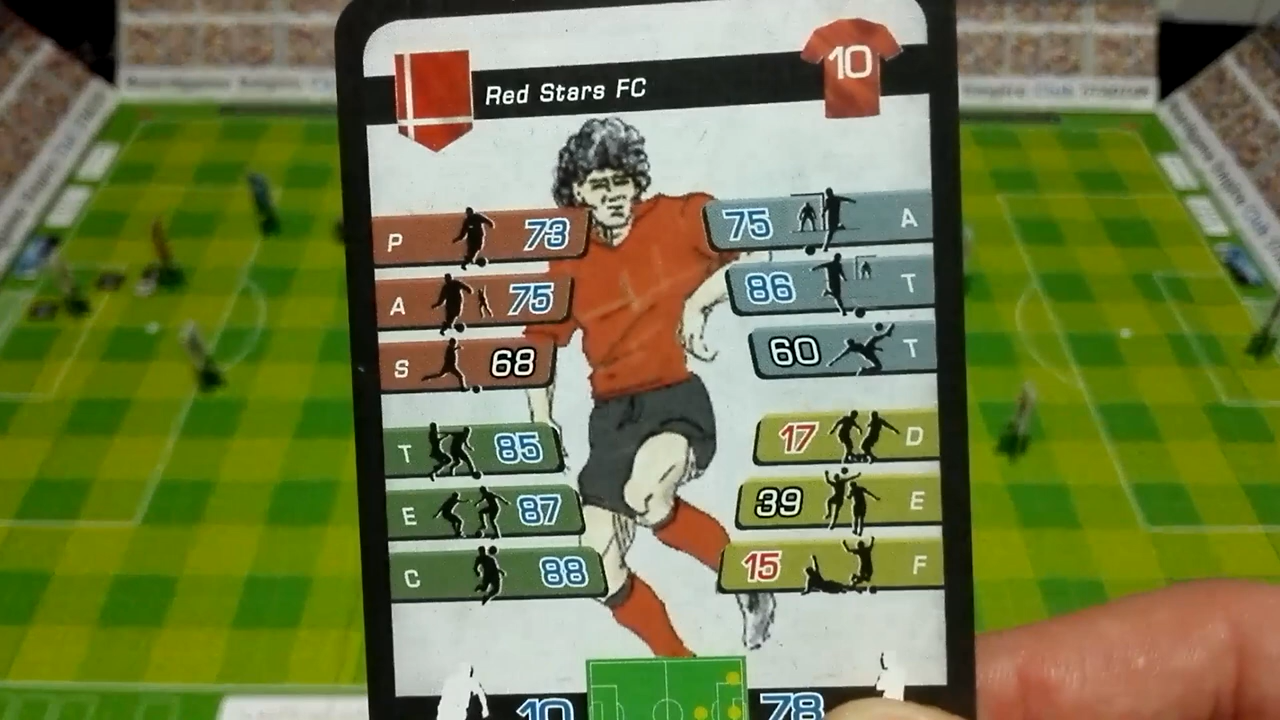 Red Stars FC
10
P 73
75 A
A 75
86 T
S 68
60 T
T 85
17 D
E 87
39 E
C 88
15 F
10
78